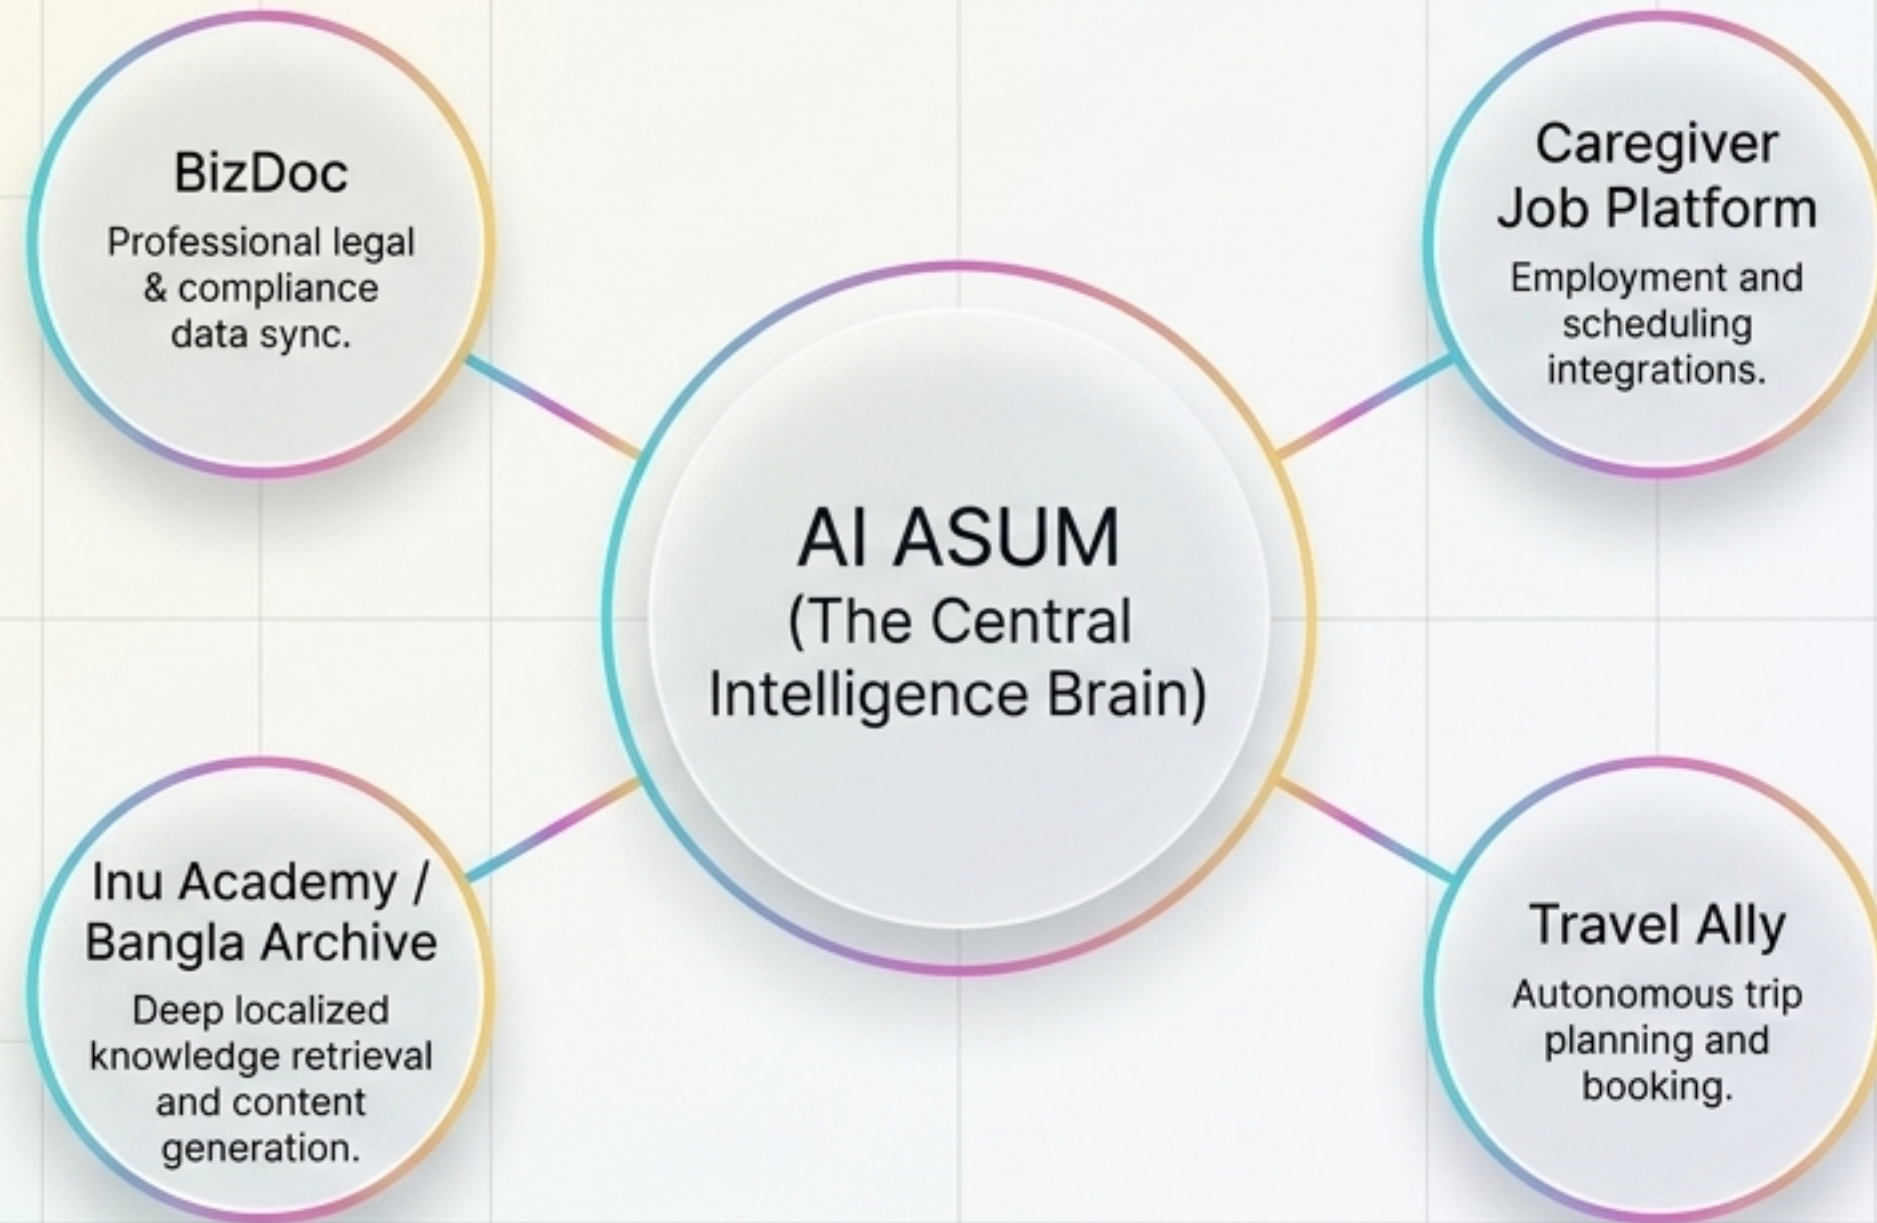 BizDoc
Professional legal
& compliance
data sync.
Caregiver
Job Platform
Employment and
scheduling
integrations.
AI ASUM
(The Central
Intelligence Brain)
Inu Academy /
Bangla Archive
Deep localized
knowledge retrieval
and content
generation.
Travel Ally
Autonomous trip
planning and
booking.